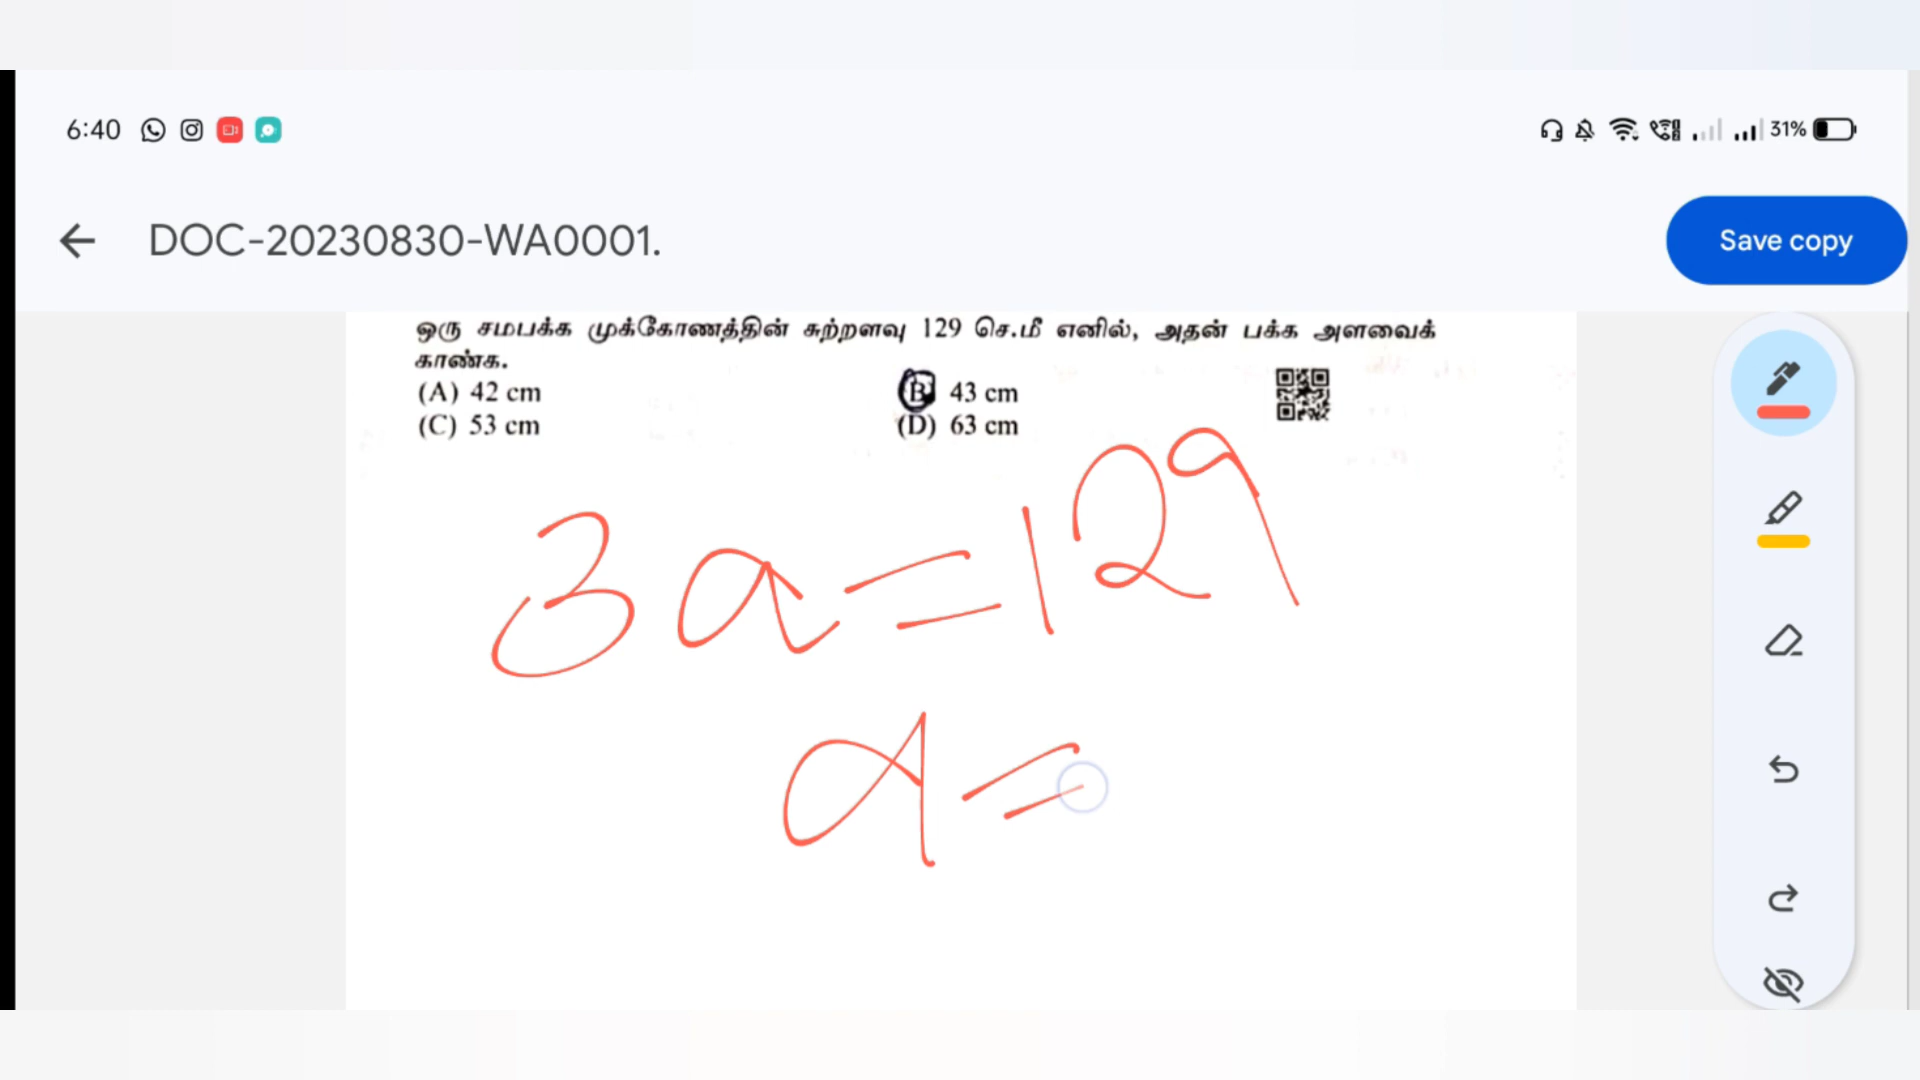 6:40
31%
DOC-20230830-WA0001.
Save copy
ஒரு சமபக்க முக்கோணத்தின் சுற்றளவு 129 செ.மீ எனில், அதன் பக்க அளவைக்
காண்க.
(A) 42 cm (B) 43 cm
(C) 53 cm (D) 63 cm
3a=129
a=